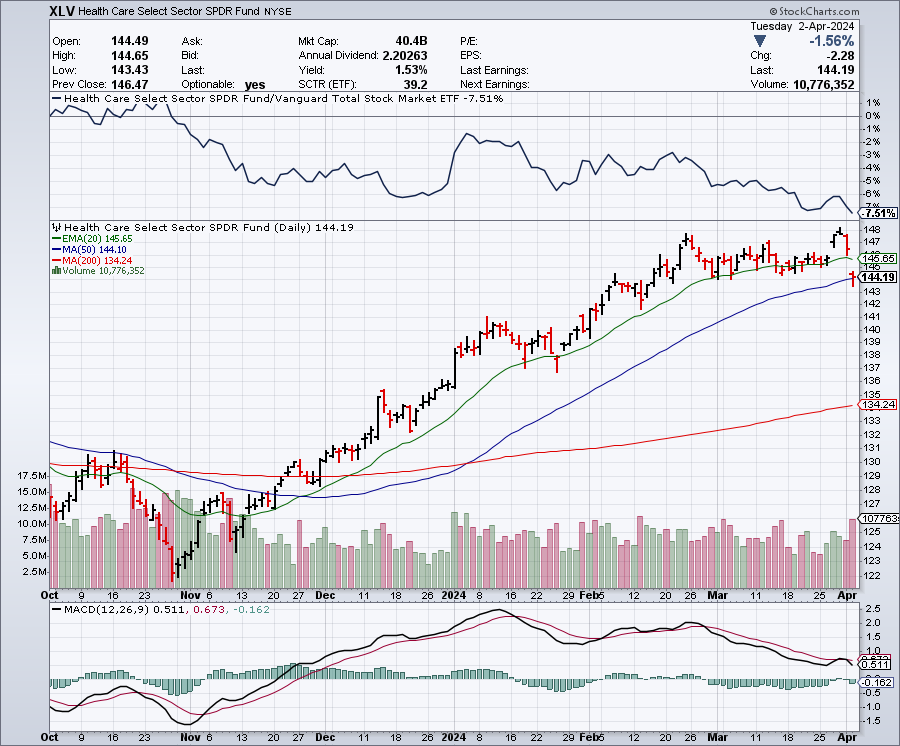 XLV Health Care Select Sector SPDR Fund NYSE
© StockCharts.com
Tuesday 2-Apr-2024
Open: 144.49 Ask: Mkt Cap: 40.4B P/E: -1.56%
High: 144.65 Bid: Annual Dividend: 2.20263 EPS: Chg: -2.28
Low: 143.43 Last: Yield: 1.53% Last Earnings: Last: 144.19
Prev Close: 146.47 Optionable: yes SCTR (ETF): 39.2 Next Earnings: Volume: 10,776,352
Health Care Select Sector SPDR Fund/Vanguard Total Stock Market ETF -7.51%
1%
0%
-1%
-2%
-3%
-4%
-5%
-6%
-7%
-7.51%
Health Care Select Sector SPDR Fund (Daily) 144.19
EMA(20) 145.65
MA(50) 144.10
MA(200) 134.24
Volume 10,776,352
148
147
145.65
145
144.19
143
142
141
140
139
138
137
136
135
134.24
133
132
131
130
129
128
127
10776352
125
124
123
122
17.5M
15.0M
12.5M
10.0M
7.5M
5.0M
2.5M
Oct 9 16 23 Nov 6 13 20 27 Dec 11 18 26 2024 8 16 22 29 Feb 5 12 20 26 Mar 11 18 25 Apr
MACD(12,26,9) 0.511, 0.673, -0.162
2.5
2.0
1.5
1.0
0.673
0.511
-0.162
-0.5
-1.0
-1.5
Oct 9 16 23 Nov 6 13 20 27 Dec 11 18 26 2024 8 16 22 29 Feb 5 12 20 26 Mar 11 18 25 Apr